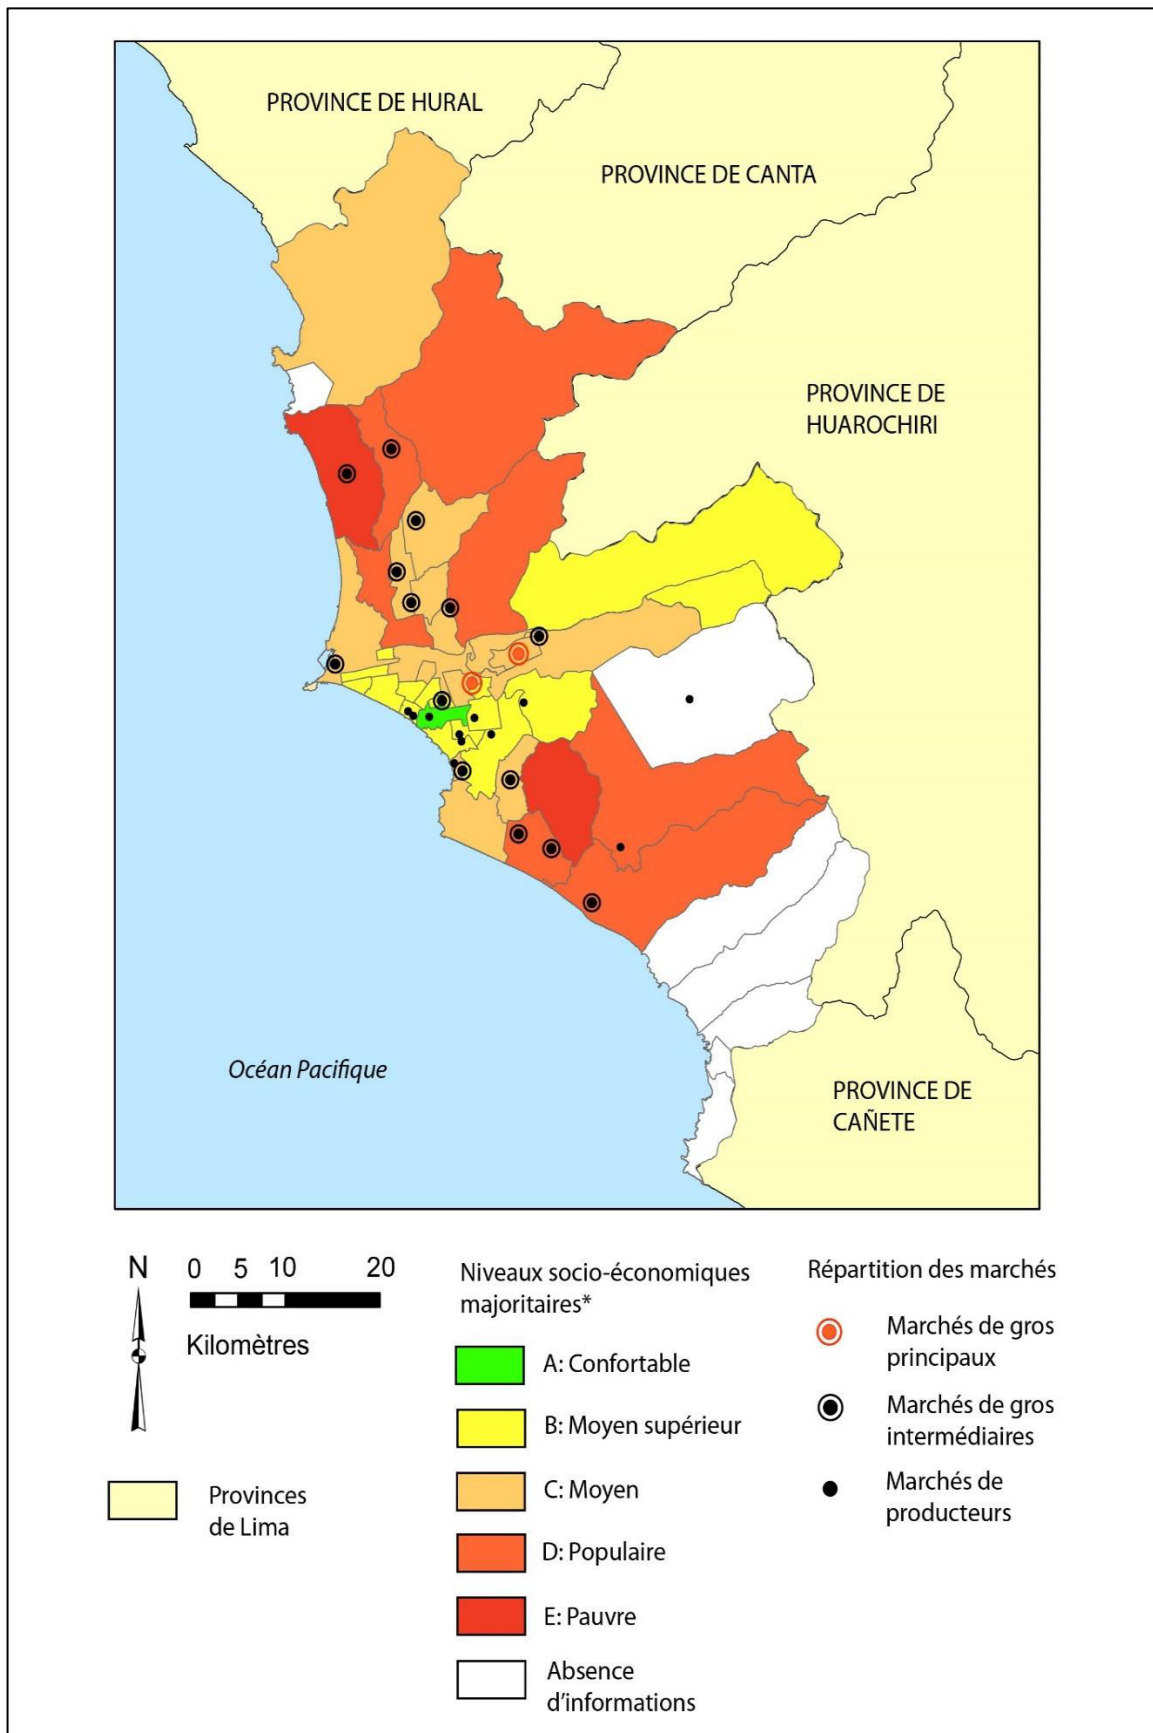 PROVINCE DE HURAL
PROVINCE DE CANTA
PROVINCE DE
HUAROCHIRI
Océan Pacifique
PROVINCE DE
CAÑETE
N
0 5 10 20
Kilomètres
Provinces
de Lima
Niveaux socio-économiques
majoritaires*
A: Confortable
B: Moyen supérieur
C: Moyen
D: Populaire
E: Pauvre
Absence
d'informations
Répartition des marchés
Marchés de gros
principaux
Marchés de gros
intermédiaires
Marchés de
producteurs